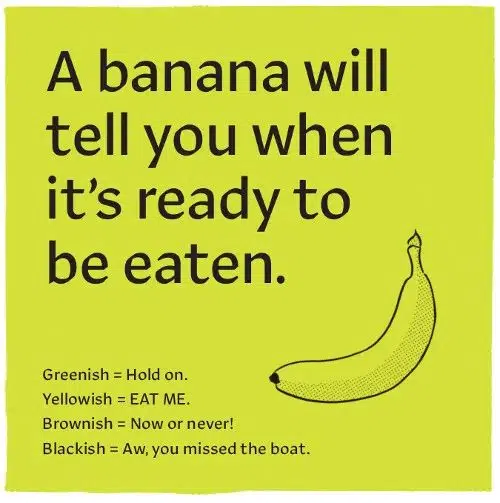 A banana will
tell you when
it's ready to
be eaten.
Greenish = Hold on.
Yellowish = EAT ME.
Brownish = Now or never!
Blackish = Aw, you missed the boat.